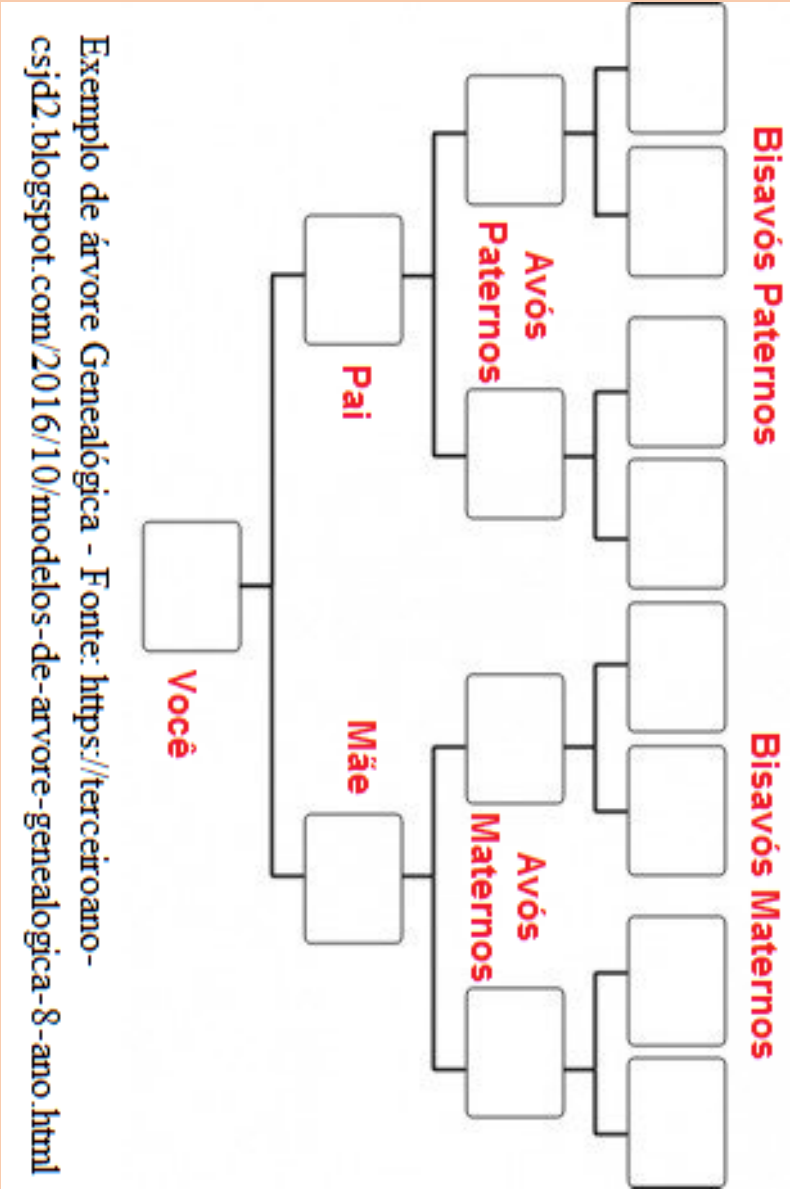 Bisavós Paternos
Bisavós Maternos
Avós
Paternos
Avós
Maternos
Pai
Mãe
Você
Exemplo de árvore Genealógica - Fonte: https://terceiroano-
csjd2.blogspot.com/2016/10/modelos-de-arvore-genealogica-8-ano.html